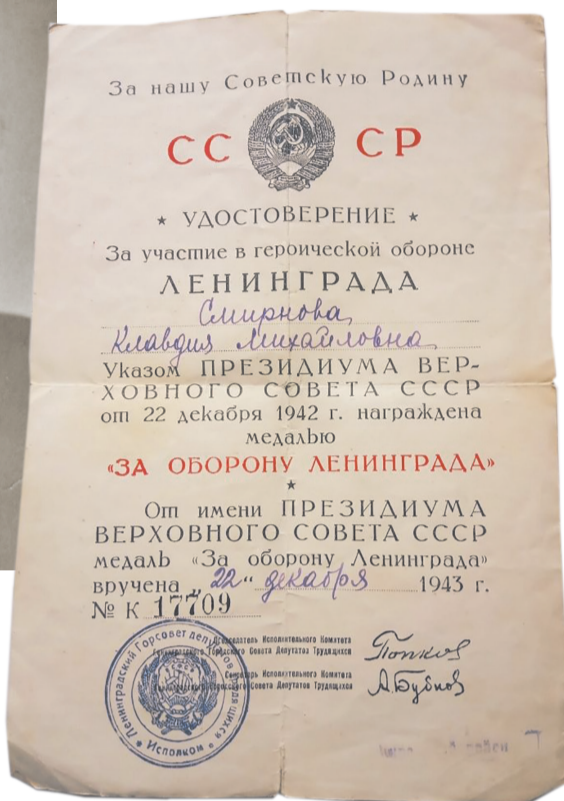 За нашу Советскую Родину
СС СР
★ УДОСТОВЕРЕНИЕ ★
За участие в героической обороне
ЛЕНИНГРАДА
Смирнова,
Клавдия Михайловна,
Указом ПРЕЗИДИУМА ВЕР-
ХОВНОГО СОВЕТА СССР
от 22 декабря 1942 г. награждена
медалью
«ЗА ОБОРОНУ ЛЕНИНГРАДА»
★
От имени ПРЕЗИДИУМА
ВЕРХОВНОГО СОВЕТА СССР
медаль «За оборону Ленинграда»
вручена „22“ декабря 1943 г.
№ К 17709
Председатель Исполнительного Комитета
Ленинградского Городского Совета Депутатов Трудящихся
Попков
Секретарь Исполнительного Комитета
Ленинградского Городского Совета Депутатов Трудящихся
А Бубнов
Ленинградский Горсовет депутатов трудящихся
Исполком